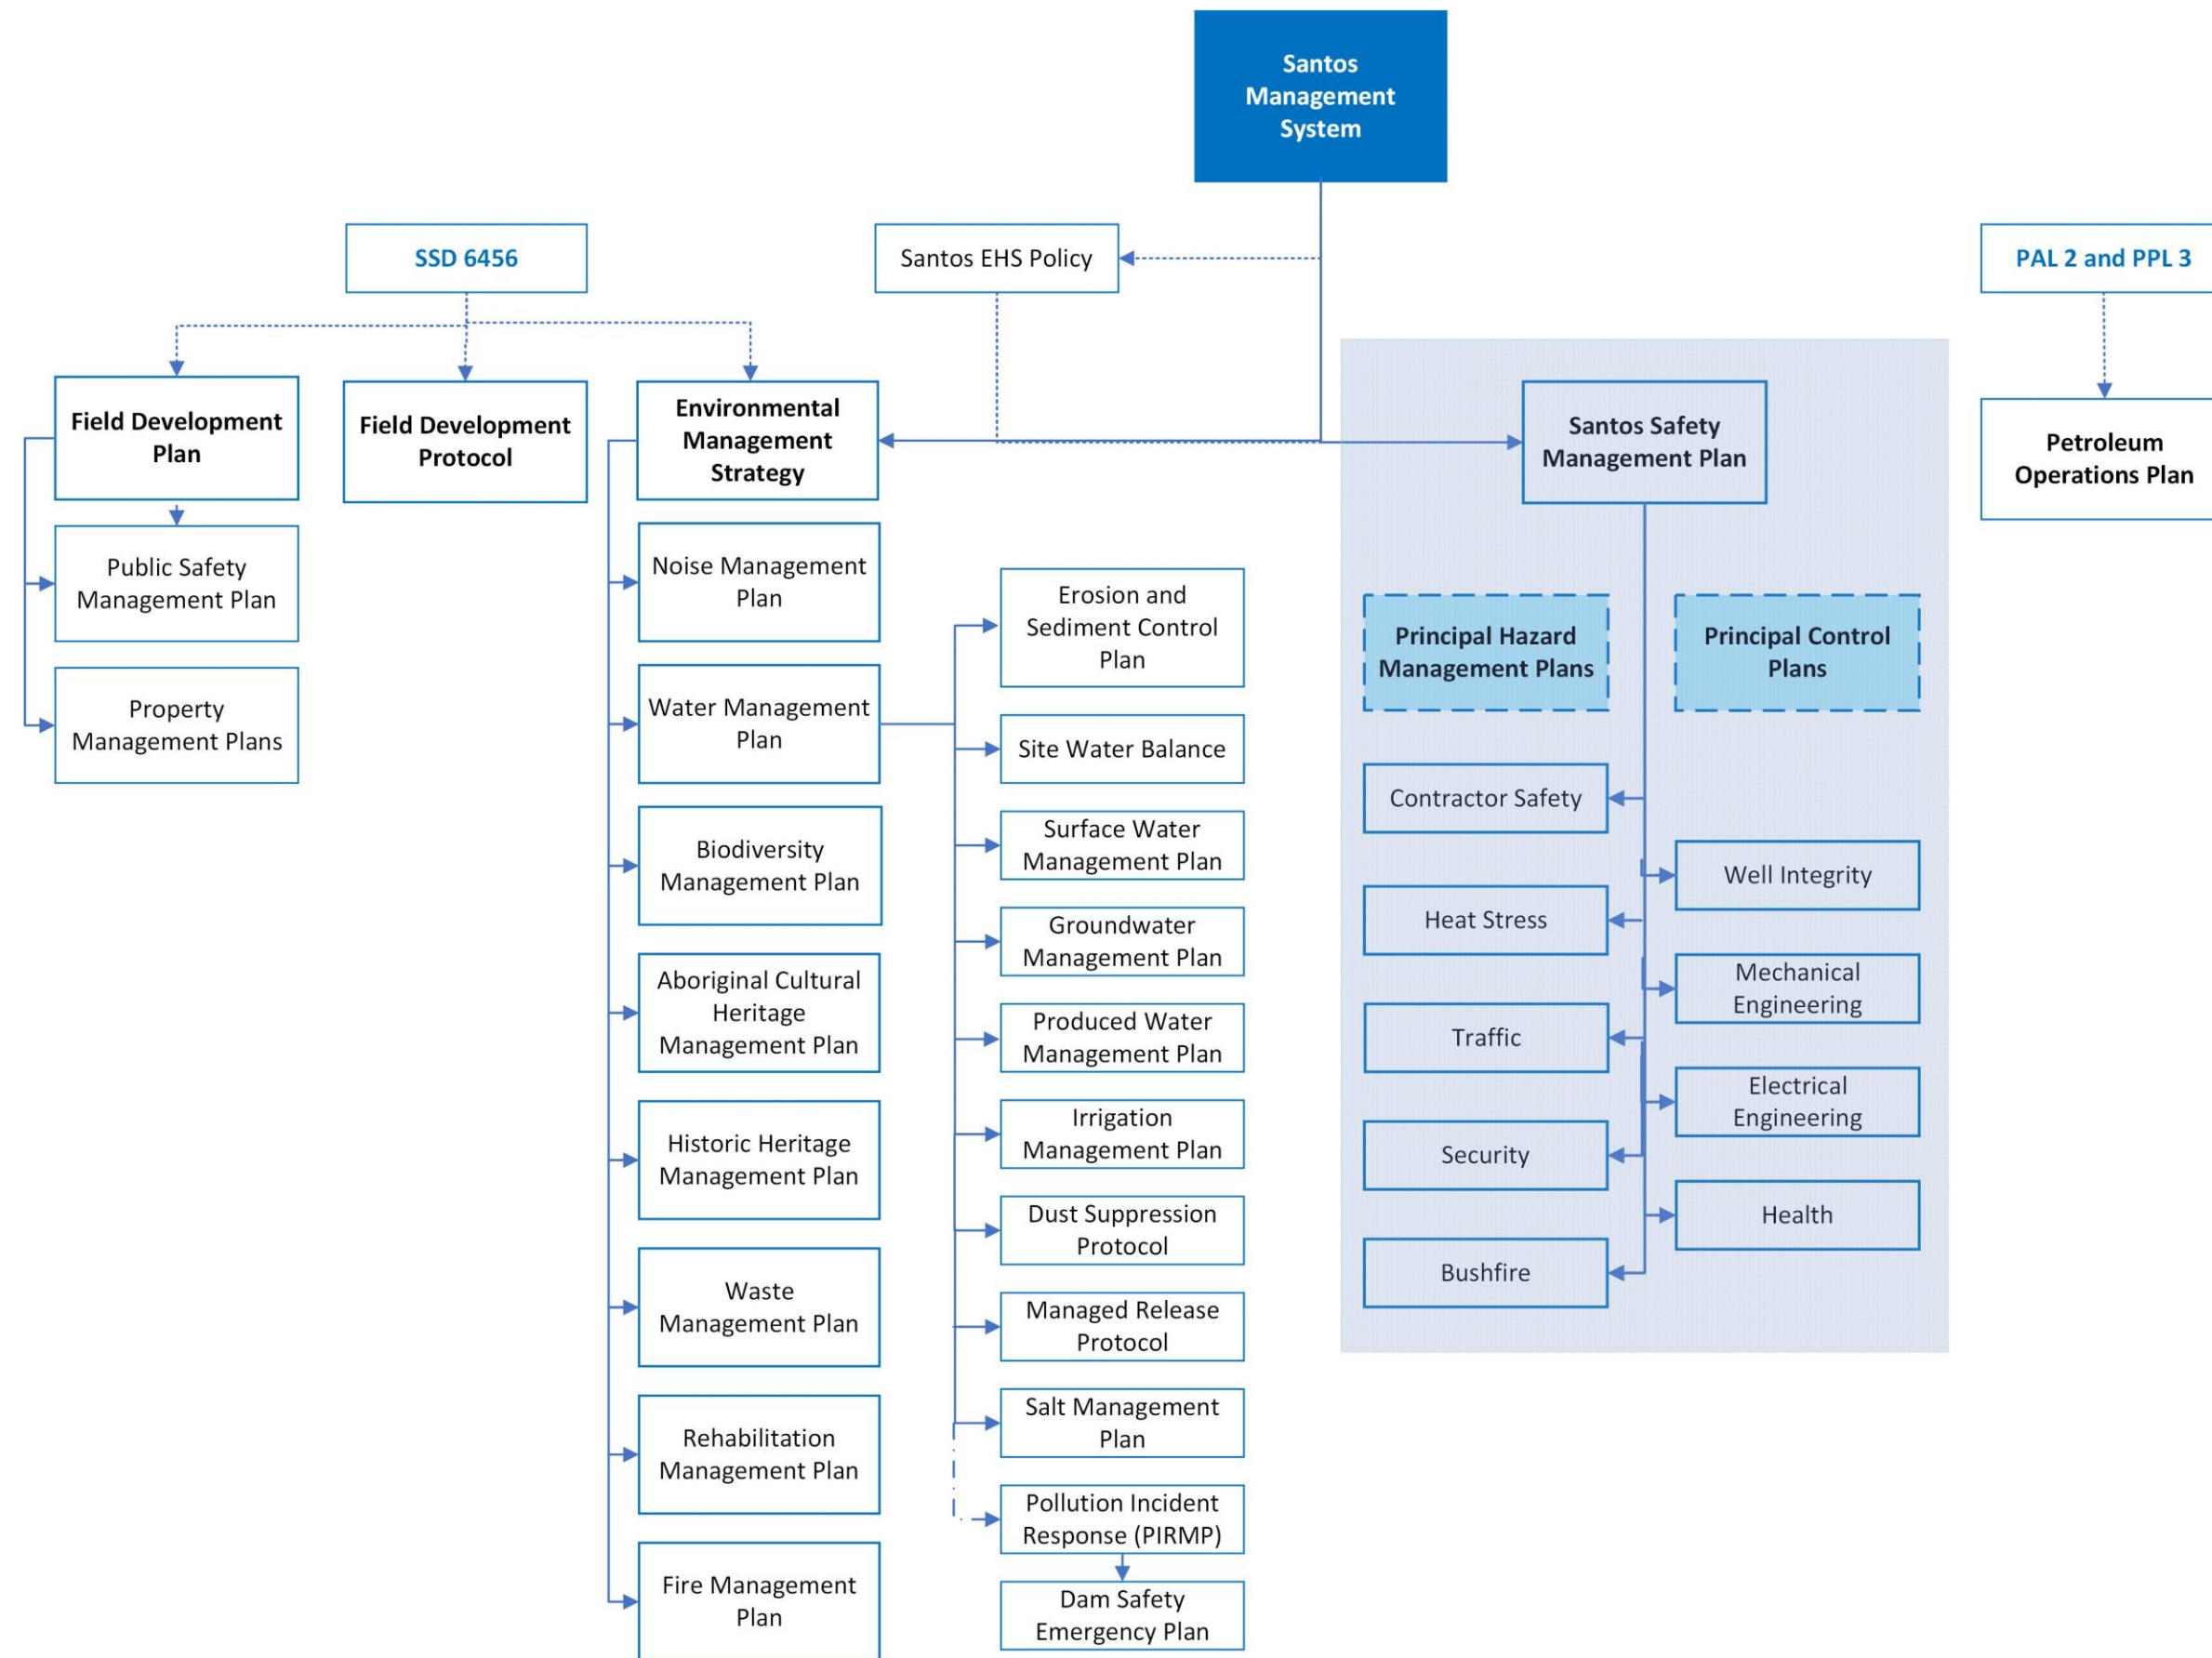 Santos
Management
System
SSD 6456
Santos EHS Policy
PAL 2 and PPL 3
Field Development
Plan
Field Development
Protocol
Environmental
Management
Strategy
Santos Safety
Management Plan
Petroleum
Operations Plan
Public Safety
Management Plan
Property
Management Plans
Noise Management
Plan
Water Management
Plan
Biodiversity
Management Plan
Aboriginal Cultural
Heritage
Management Plan
Historic Heritage
Management Plan
Waste
Management Plan
Rehabilitation
Management Plan
Fire Management
Plan
Erosion and
Sediment Control
Plan
Site Water Balance
Surface Water
Management Plan
Groundwater
Management Plan
Produced Water
Management Plan
Irrigation
Management Plan
Dust Suppression
Protocol
Managed Release
Protocol
Salt Management
Plan
Pollution Incident
Response (PIRMP)
Dam Safety
Emergency Plan
Principal Hazard
Management Plans
Contractor Safety
Heat Stress
Traffic
Security
Bushfire
Principal Control
Plans
Well Integrity
Mechanical
Engineering
Electrical
Engineering
Health